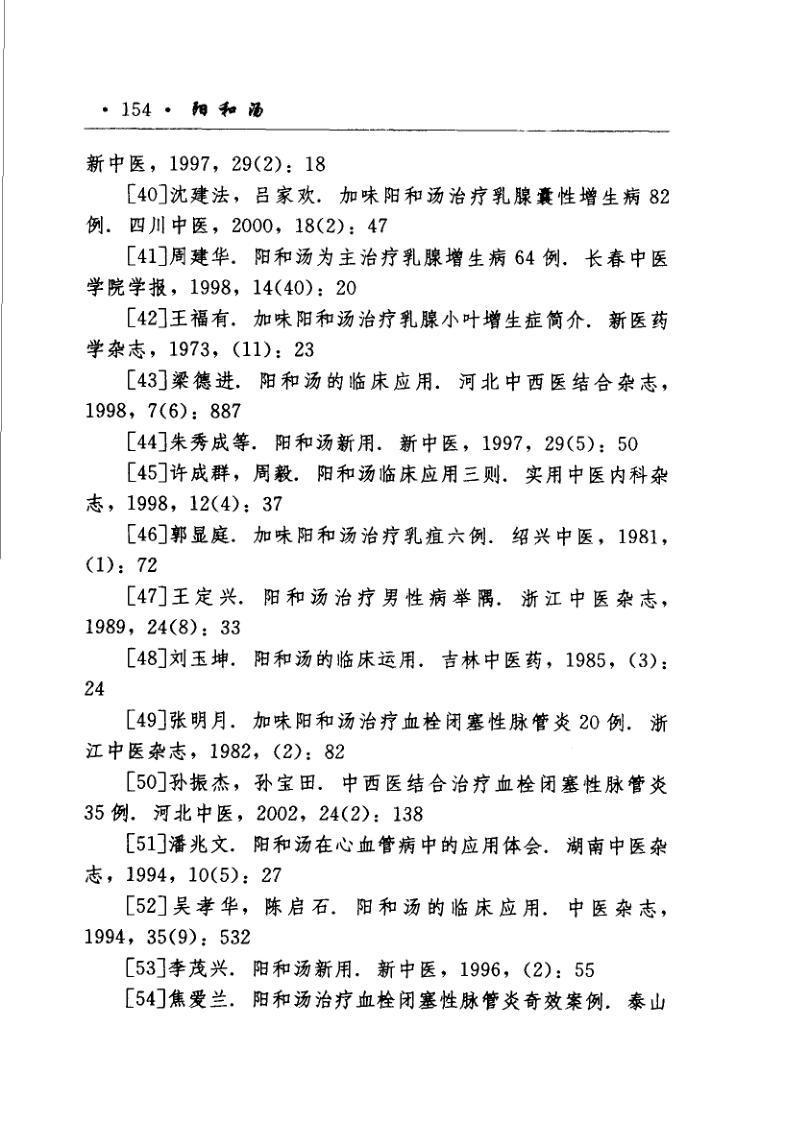 · 154 · 阳和汤
新中医，1997，29(2)：18
[40]沈建法，吕家欢．加味阳和汤治疗乳腺囊性增生病 82
例．四川中医，2000，18(2)：47
[41]周建华．阳和汤为主治疗乳腺增生病 64 例．长春中医
学院学报，1998，14(40)：20
[42]王福有．加味阳和汤治疗乳腺小叶增生症简介．新医药
学杂志，1973，(11)：23
[43]梁德进．阳和汤的临床应用．河北中西医结合杂志，
1998，7(6)：887
[44]朱秀成等．阳和汤新用．新中医，1997，29(5)：50
[45]许成群，周毅．阳和汤临床应用三则．实用中医内科杂
志，1998，12(4)：37
[46]郭显庭．加味阳和汤治疗乳疽六例．绍兴中医，1981，
(1)：72
[47]王定兴．阳和汤治疗男性病举隅．浙江中医杂志，
1989，24(8)：33
[48]刘玉坤．阳和汤的临床运用．吉林中医药，1985，(3)：
24
[49]张明月．加味阳和汤治疗血栓闭塞性脉管炎 20 例．浙
江中医杂志，1982，(2)：82
[50]孙振杰，孙宝田．中西医结合治疗血栓闭塞性脉管炎
35 例．河北中医，2002，24(2)：138
[51]潘兆文．阳和汤在心血管病中的应用体会．湖南中医杂
志，1994，10(5)：27
[52]吴孝华，陈启石．阳和汤的临床应用．中医杂志，
1994，35(9)：532
[53]李茂兴．阳和汤新用．新中医，1996，(2)：55
[54]焦爱兰．阳和汤治疗血栓闭塞性脉管炎奇效案例．泰山